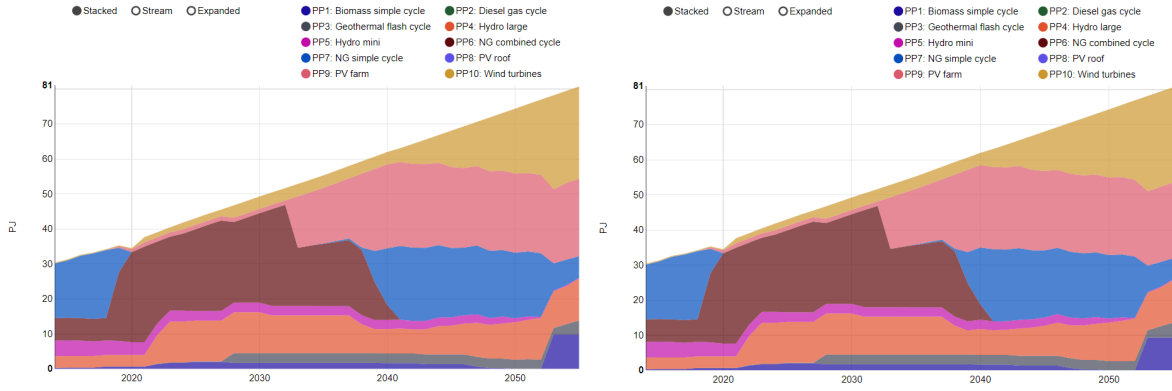 Stacked Stream Expanded
PP1: Biomass simple cycle PP2: Diesel gas cycle
PP3: Geothermal flash cycle PP4: Hydro large
PP5: Hydro mini PP6: NG combined cycle
PP7: NG simple cycle PP8: PV roof
PP9: PV farm PP10: Wind turbines
81
70
60
50
40
30
20
10
0
PJ
2020 2030 2040 2050
Stacked Stream Expanded
PP1: Biomass simple cycle PP2: Diesel gas cycle
PP3: Geothermal flash cycle PP4: Hydro large
PP5: Hydro mini PP6: NG combined cycle
PP7: NG simple cycle PP8: PV roof
PP9: PV farm PP10: Wind turbines
81
70
60
50
40
30
20
10
0
PJ
2020 2030 2040 2050